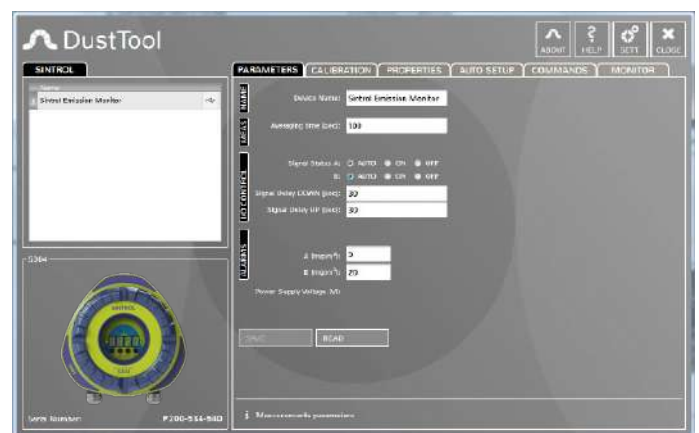 DustTool
ABOUT HELP SETT CLOSE
SINTROL
PARAMETERS CALIBRATION PROPERTIES AUTO SETUP COMMANDS MONITOR
Name
Sintrol Emission Monitor
NAME
Device Name: Sintrol Emission Monitor
MEAS
Averaging time (sec): 100
I/O CONTROL
Signal Status A: AUTO ON OFF
B: AUTO ON OFF
Signal Delay DOWN (sec): 30
Signal Delay UP (sec): 30
ALARMS
A (mg/m³): 5
B (mg/m³): 20
Power Supply Voltage (V):
SAVE READ
S304
SINTROL
Serial Number:
i Measurements parameters